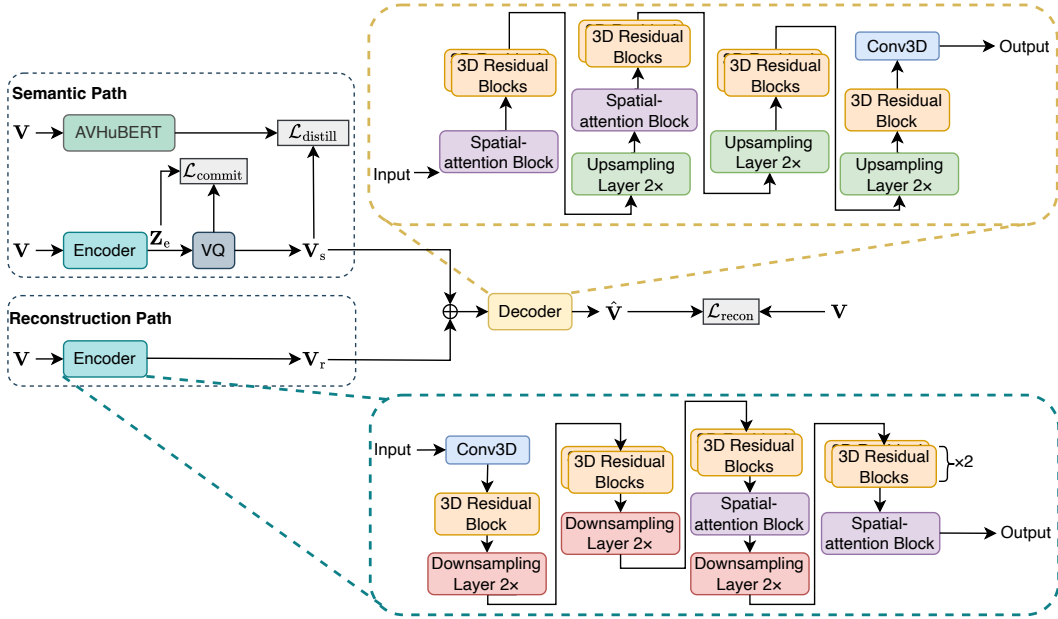 Semantic Path
V
AVHuBERT
ℒdistill
ℒcommit
V
Encoder
Ze
VQ
Vs
Reconstruction Path
V
Encoder
Vr
⊕
Decoder
V̂
ℒrecon
V
Input
Spatial-
attention Block
3D Residual
Blocks
Upsampling
Layer 2×
Spatial-
attention Block
3D Residual
Blocks
Upsampling
Layer 2×
3D Residual
Blocks
Upsampling
Layer 2×
3D Residual
Block
Conv3D
Output
Input
Conv3D
3D Residual
Block
Downsampling
Layer 2×
3D Residual
Blocks
Downsampling
Layer 2×
3D Residual
Blocks
Spatial-
attention Block
Downsampling
Layer 2×
3D Residual
Blocks
×2
Spatial-
attention Block
Output